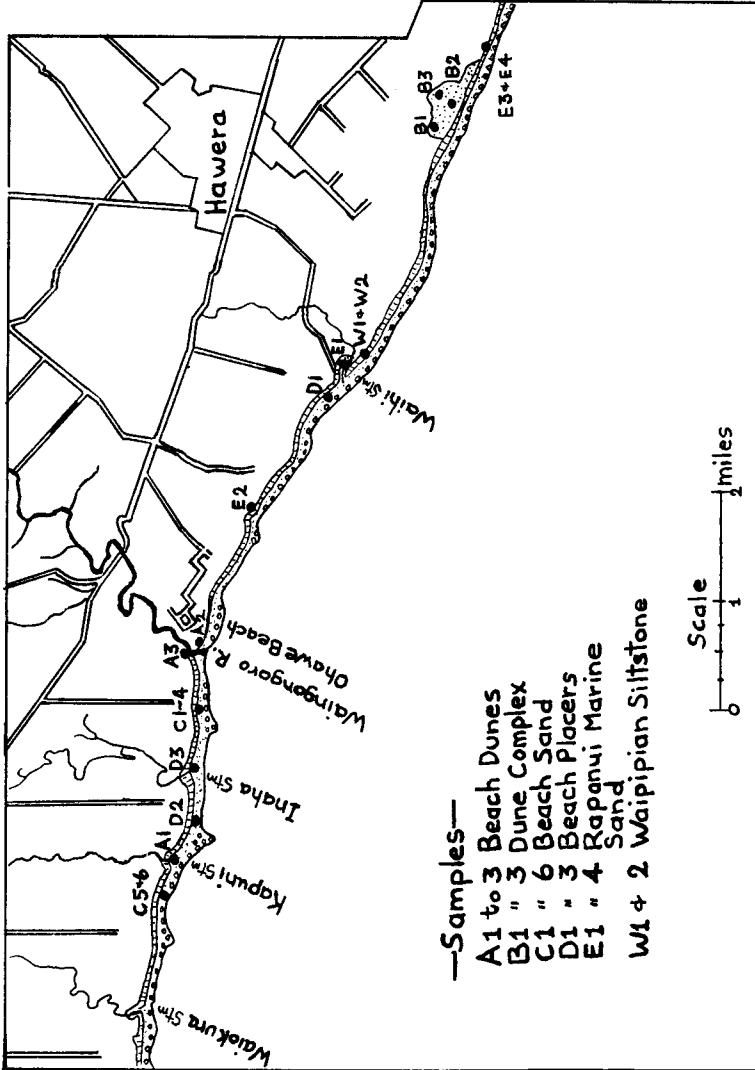 Hawera
B1
B3
B2
E3+E4
E1
W1+W2
D1
Waihi Stm
E2
A2
Ohawe Beach
A3
Waingongoro R.
C1-4
D3
Inaha Stm
D2
A1
Kapuni Stm
C5+6
Waiokura Stm
—Samples—
A1 to 3 Beach Dunes
B1 " 3 Dune Complex
C1 " 6 Beach Sand
D1 " 3 Beach Placers
E1 " 4 Rapanui Marine
Sand
W1 + 2 Waipipian Siltstone
Scale
0 1 2 miles